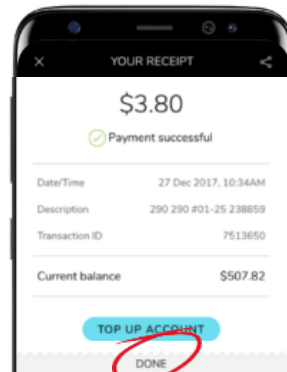 YOUR RECEIPT
$3.80
Payment successful
Date/Time 27 Dec 2017, 10:34AM
Description 290 290 #01-25 238859
Transaction ID 7513650
Current balance $507.82
TOP UP ACCOUNT
DONE